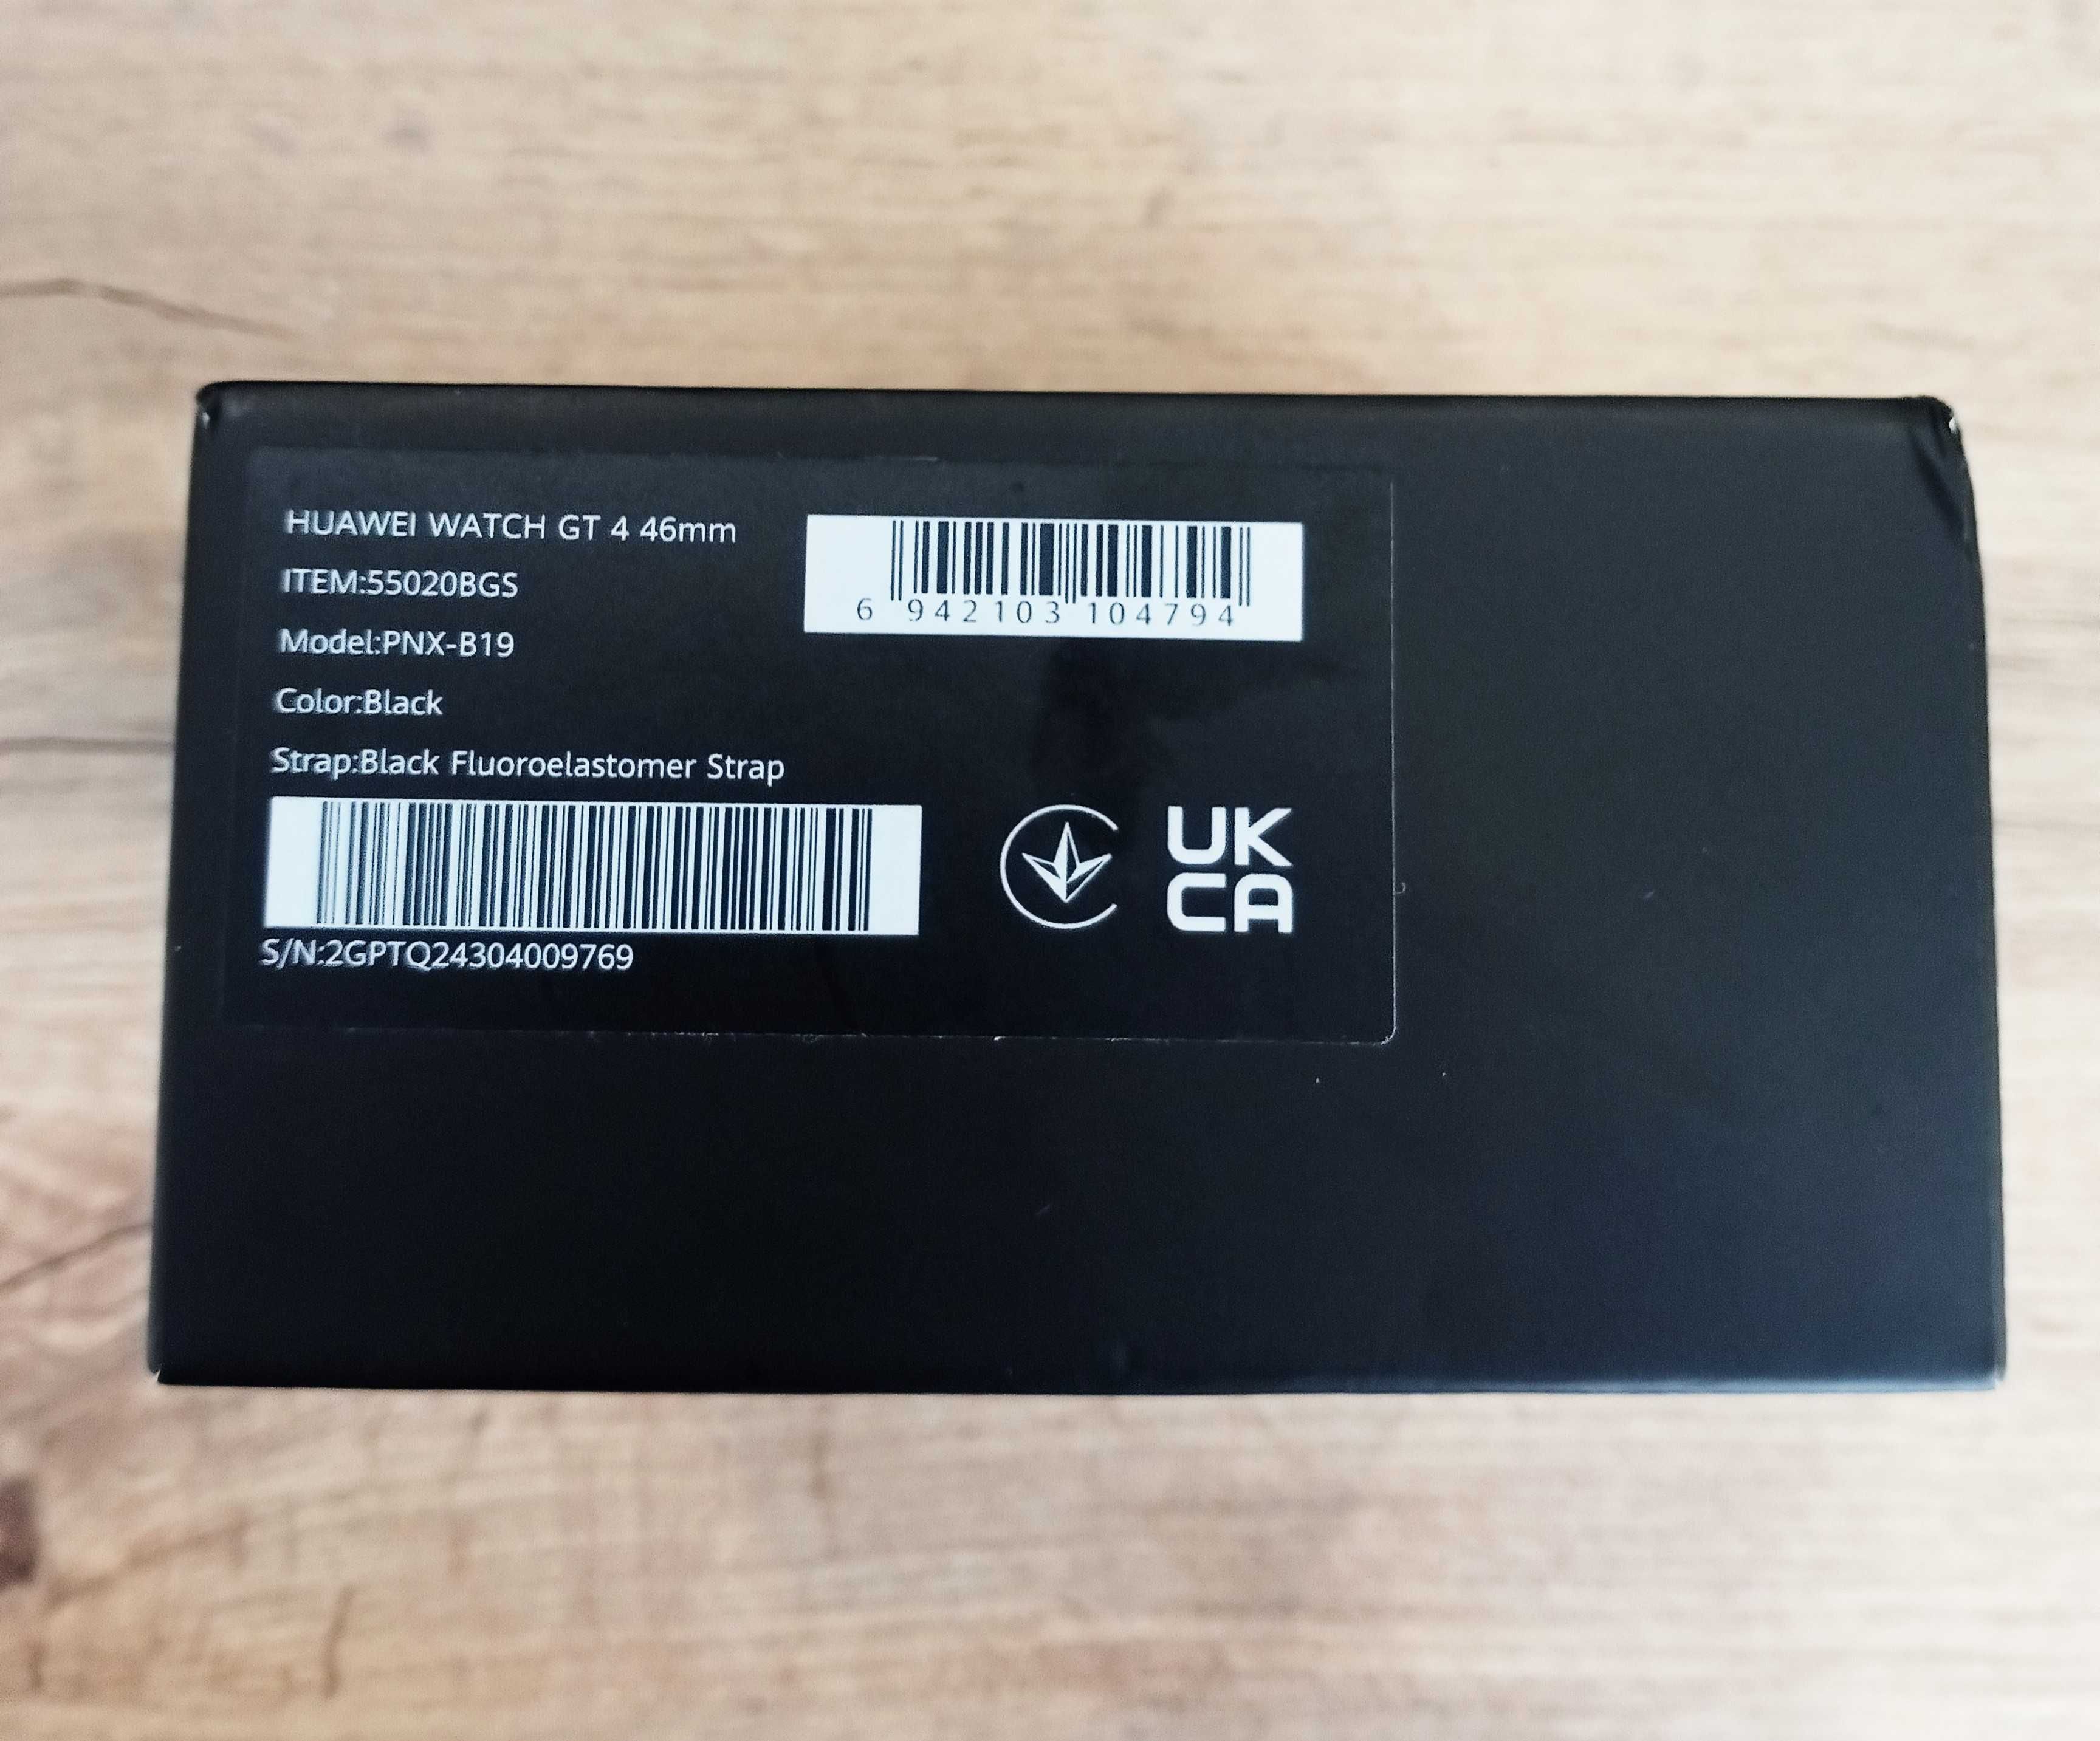 HUAWEI WATCH GT 4 46mm
ITEM:55020BGS
Model:PNX-B19
Color:Black
Strap:Black Fluoroelastomer Strap
S/N:2GPTQ24304009769
6 942103 104794
UK
CA